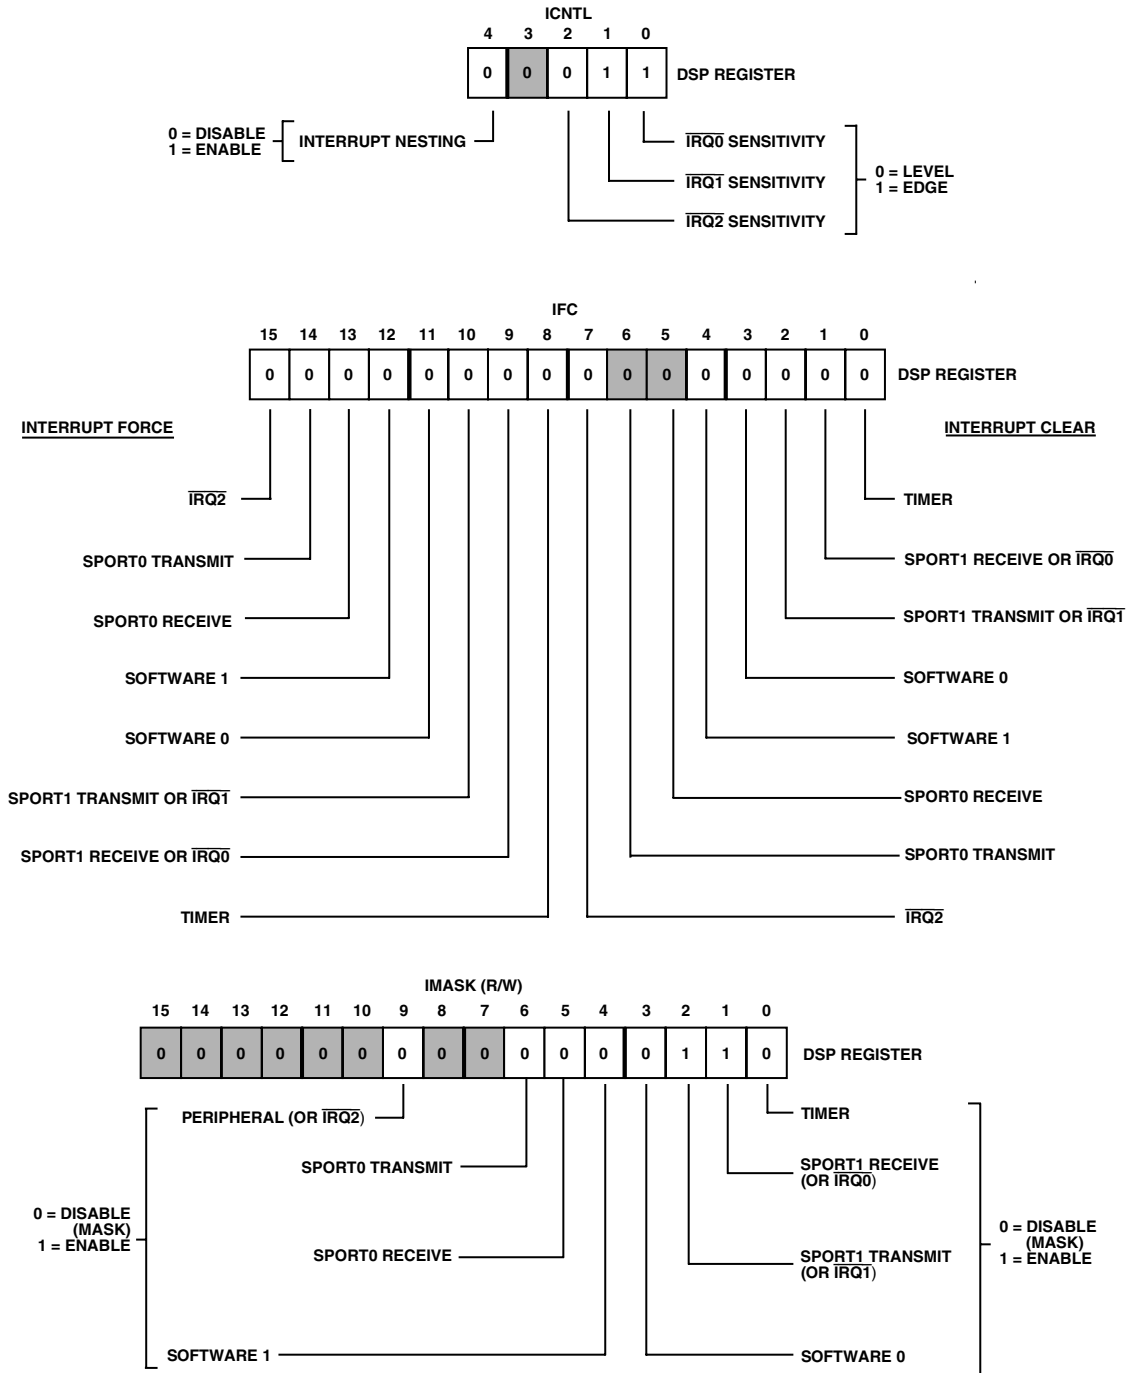 ICNTL
4 3 2 1 0
0 0 0 1 1 DSP REGISTER
0 = DISABLE
1 = ENABLE
INTERRUPT NESTING
IRQ0 SENSITIVITY
IRQ1 SENSITIVITY
IRQ2 SENSITIVITY
0 = LEVEL
1 = EDGE
IFC
15 14 13 12 11 10 9 8 7 6 5 4 3 2 1 0
0 0 0 0 0 0 0 0 0 0 0 0 0 0 0 0 DSP REGISTER
INTERRUPT FORCE
IRQ2
SPORT0 TRANSMIT
SPORT0 RECEIVE
SOFTWARE 1
SOFTWARE 0
SPORT1 TRANSMIT OR IRQ1
SPORT1 RECEIVE OR IRQ0
TIMER
INTERRUPT CLEAR
TIMER
SPORT1 RECEIVE OR IRQ0
SPORT1 TRANSMIT OR IRQ1
SOFTWARE 0
SOFTWARE 1
SPORT0 RECEIVE
SPORT0 TRANSMIT
IRQ2
IMASK (R/W)
15 14 13 12 11 10 9 8 7 6 5 4 3 2 1 0
0 0 0 0 0 0 0 0 0 0 0 0 0 1 1 0 DSP REGISTER
0 = DISABLE
(MASK)
1 = ENABLE
PERIPHERAL (OR IRQ2)
SPORT0 TRANSMIT
SPORT0 RECEIVE
SOFTWARE 1
TIMER
SPORT1 RECEIVE
(OR IRQ0)
SPORT1 TRANSMIT
(OR IRQ1)
SOFTWARE 0
0 = DISABLE
(MASK)
1 = ENABLE